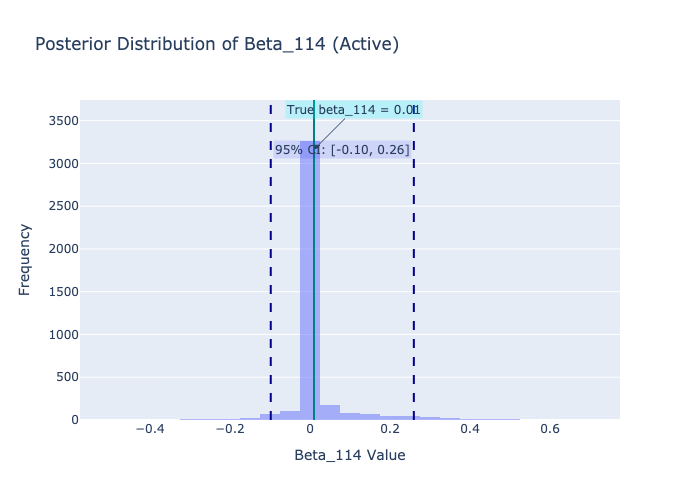 Posterior Distribution of Beta_114 (Active)
True beta_114 = 0.01
95% CI: [-0.10, 0.26]
3500
3000
2500
2000
1500
1000
500
0
Frequency
−0.4 −0.2 0 0.2 0.4 0.6
Beta_114 Value